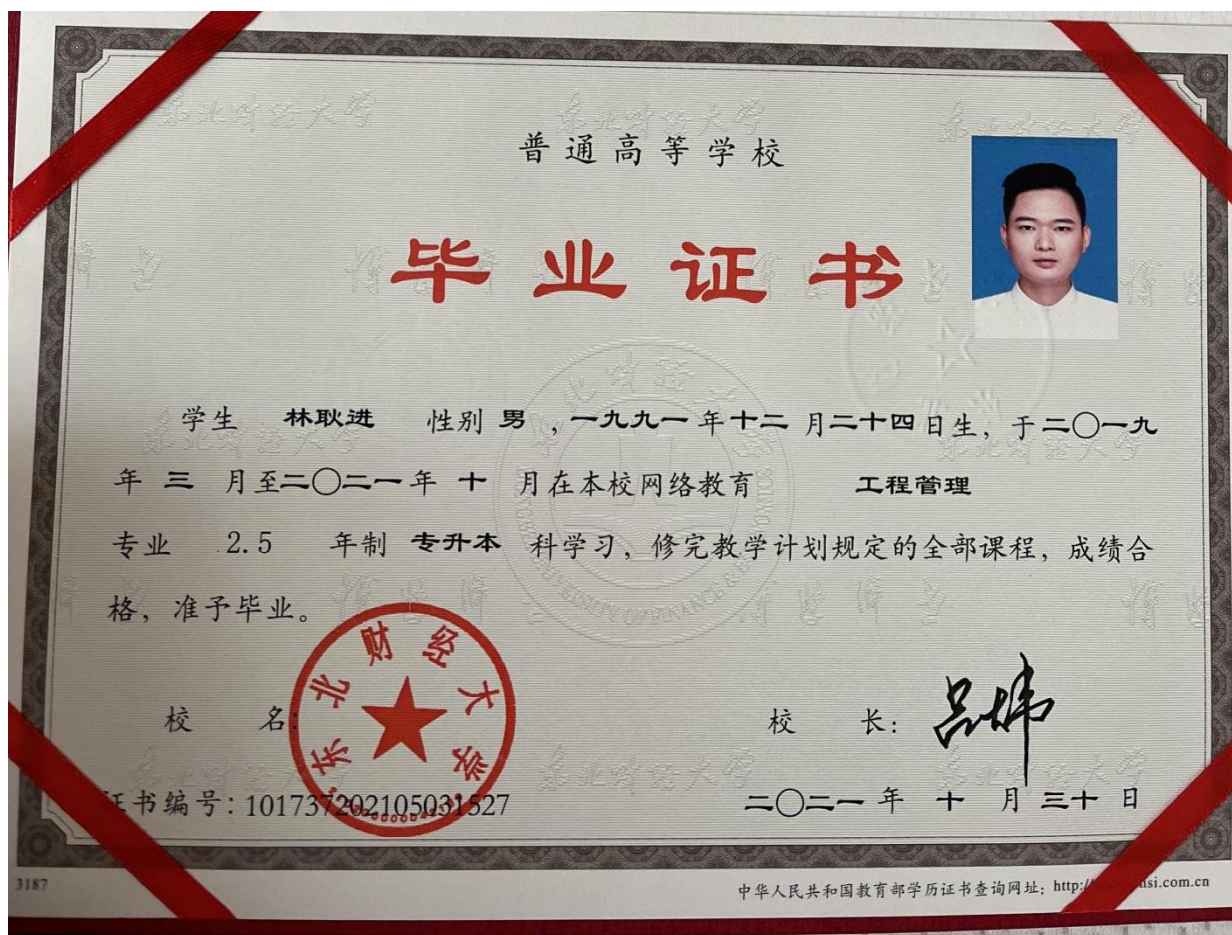 普通高等学校
毕业证书
学生 林耿进 性别 男 ，一九九一 年 十二 月 二十四 日生，于 二〇一九
年 三 月至 二〇二一 年 十 月在本校网络教育 工程管理
专业 2.5 年制 专升本 科学习，修完教学计划规定的全部课程，成绩合
格，准予毕业。
东北财经大学
校 名：
校 长：吕炜
证书编号：101737202105031527
二〇二一 年 十 月 三十 日
3187
中华人民共和国教育部学历证书查询网址：http:// si.com.cn